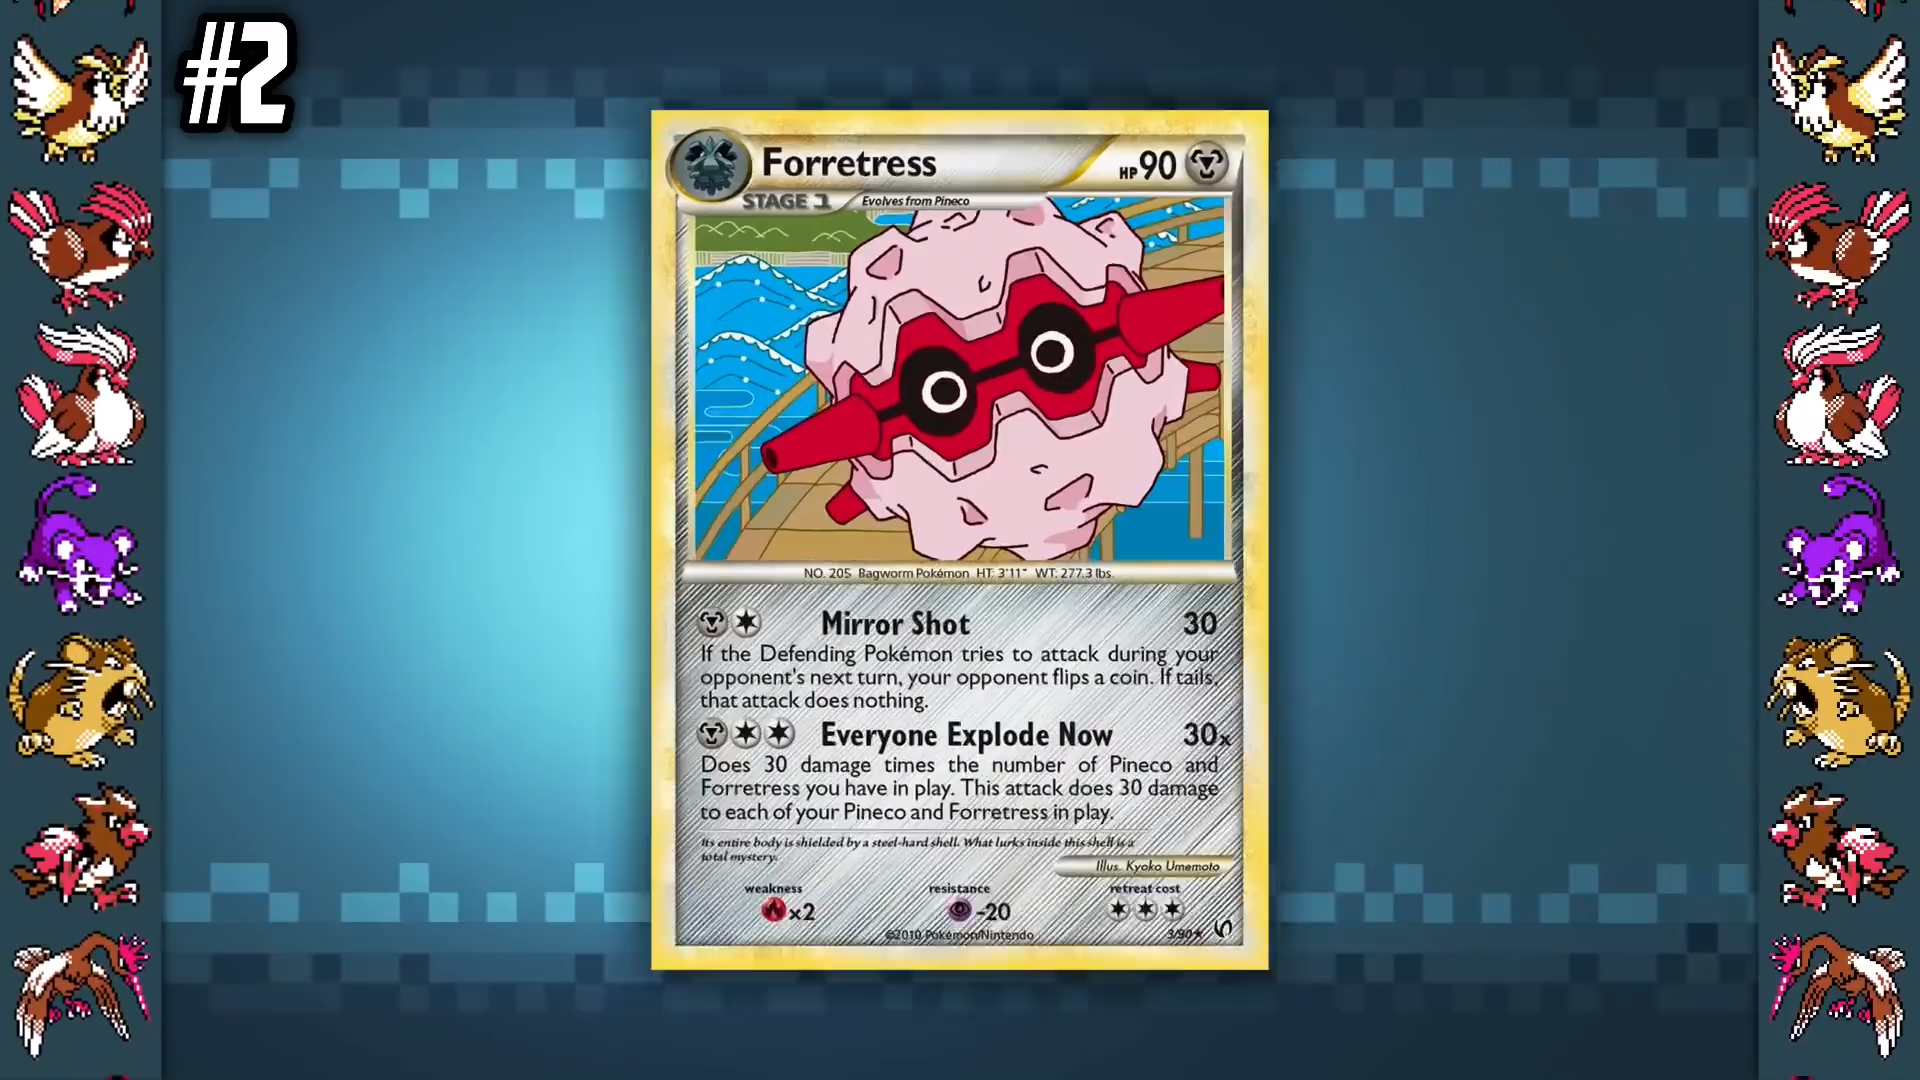 #2
Forretress
HP 90
STAGE 1
Evolves from Pineco
NO. 205 Bagworm Pokémon HT: 3'11" WT: 277.3 lbs.
Mirror Shot 30
If the Defending Pokémon tries to attack during your
opponent's next turn, your opponent flips a coin. If tails,
that attack does nothing.
Everyone Explode Now 30x
Does 30 damage times the number of Pineco and
Forretress you have in play. This attack does 30 damage
to each of your Pineco and Forretress in play.
Its entire body is shielded by a steel-hard shell. What lurks inside this shell is a
total mystery.
Illus. Kyoko Umemoto
weakness resistance retreat cost
x2 -20
©2010 Pokémon/Nintendo
3/90★